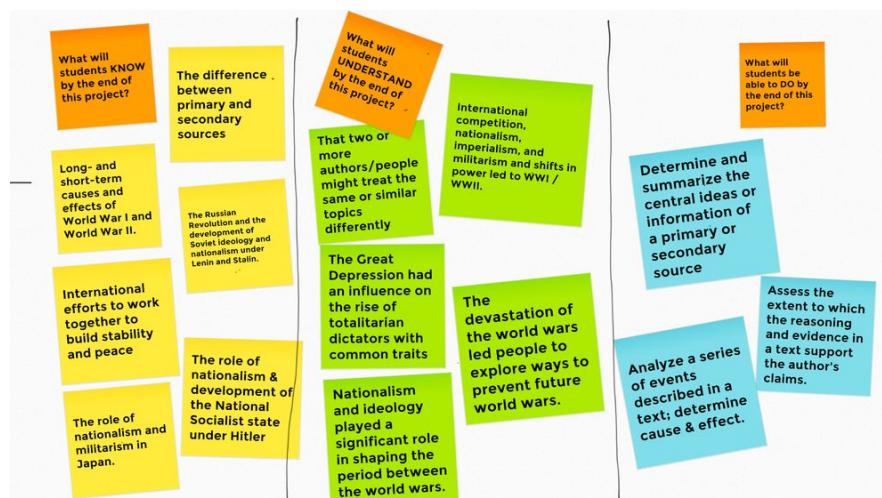 What will
students KNOW
by the end of
this project?
The difference
between
primary and
secondary
sources
Long- and
short-term
causes and
effects of
World War I and
World War II.
The Russian
Revolution and the
development of
Soviet ideology and
nationalism under
Lenin and Stalin.
International
efforts to work
together to
build stability
and peace
The role of
nationalism &
development of
the National
Socialist state
under Hitler
The role of
nationalism and
militarism in
Japan.
What will
students
UNDERSTAND
by the end of
this project?
That two or
more
authors/people
might treat the
same or similar
topics
differently
International
competition,
nationalism,
imperialism, and
militarism and shifts in
power led to WWI /
WWII.
The Great
Depression had
an influence on
the rise of
totalitarian
dictators with
common traits
The
devastation of
the world wars
led people to
explore ways to
prevent future
world wars.
Nationalism
and ideology
played a
significant role
in shaping the
period between
the world wars.
What will
students be
able to DO by
the end of this
project?
Determine and
summarize the
central ideas or
information of
a primary or
secondary
source
Assess the
extent to which
the reasoning
and evidence in
a text support
the author's
claims.
Analyze a series
of events
described in a
text; determine
cause & effect.